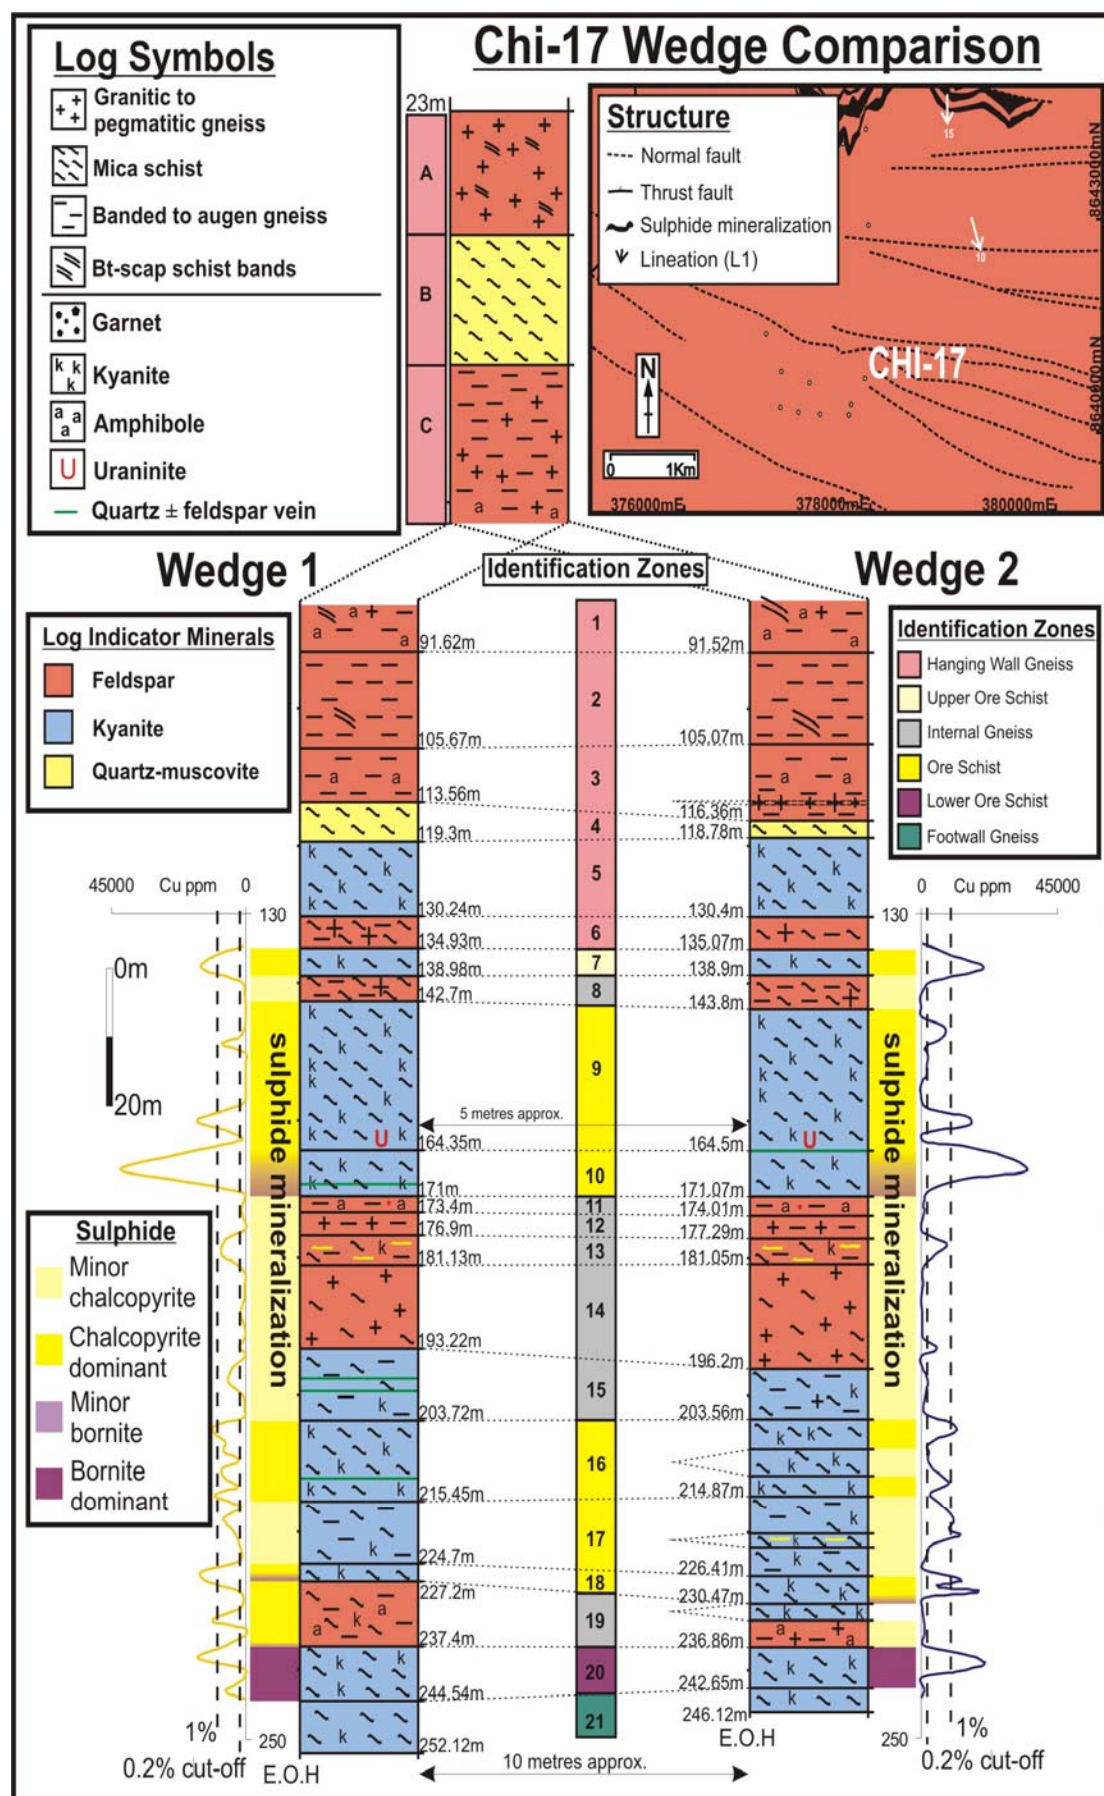 Chi-17 Wedge Comparison
Log Symbols
Granitic to
pegmatitic gneiss
Mica schist
Banded to augen gneiss
Bt-scap schist bands
Garnet
k k
k
Kyanite
a a
a
Amphibole
U
Uraninite
Quartz ± feldspar vein
23m
A
B
C
a
a
Structure
Normal fault
Thrust fault
Sulphide mineralization
Lineation (L1)
15
10
CHI-17
N
0 1Km
376000mE
378000mE
380000mE
8643000mN
8640000mN
Wedge 1
Identification Zones
Wedge 2
Log Indicator Minerals
Feldspar
Kyanite
Quartz-muscovite
Identification Zones
Hanging Wall Gneiss
Upper Ore Schist
Internal Gneiss
Ore Schist
Lower Ore Schist
Footwall Gneiss
91.62m
105.67m
113.56m
119.3m
130.24m
134.93m
138.98m
142.7m
164.35m
171m
173.4m
176.9m
181.13m
193.22m
203.72m
215.45m
224.7m
227.2m
237.4m
244.54m
252.12m
E.O.H
1
2
3
4
5
6
7
8
9
10
11
12
13
14
15
16
17
18
19
20
21
91.52m
105.07m
116.36m
118.78m
130.4m
135.07m
138.9m
143.8m
164.5m
171.07m
174.01m
177.29m
181.05m
196.2m
203.56m
214.87m
226.41m
230.47m
236.86m
242.65m
246.12m
E.O.H
45000 Cu ppm 0
130
0m
20m
sulphide mineralization
U
5 metres approx.
U
0 Cu ppm 45000
130
sulphide mineralization
Sulphide
Minor
chalcopyrite
Chalcopyrite
dominant
Minor
bornite
Bornite
dominant
1%
250
0.2% cut-off
10 metres approx.
250
1%
0.2% cut-off